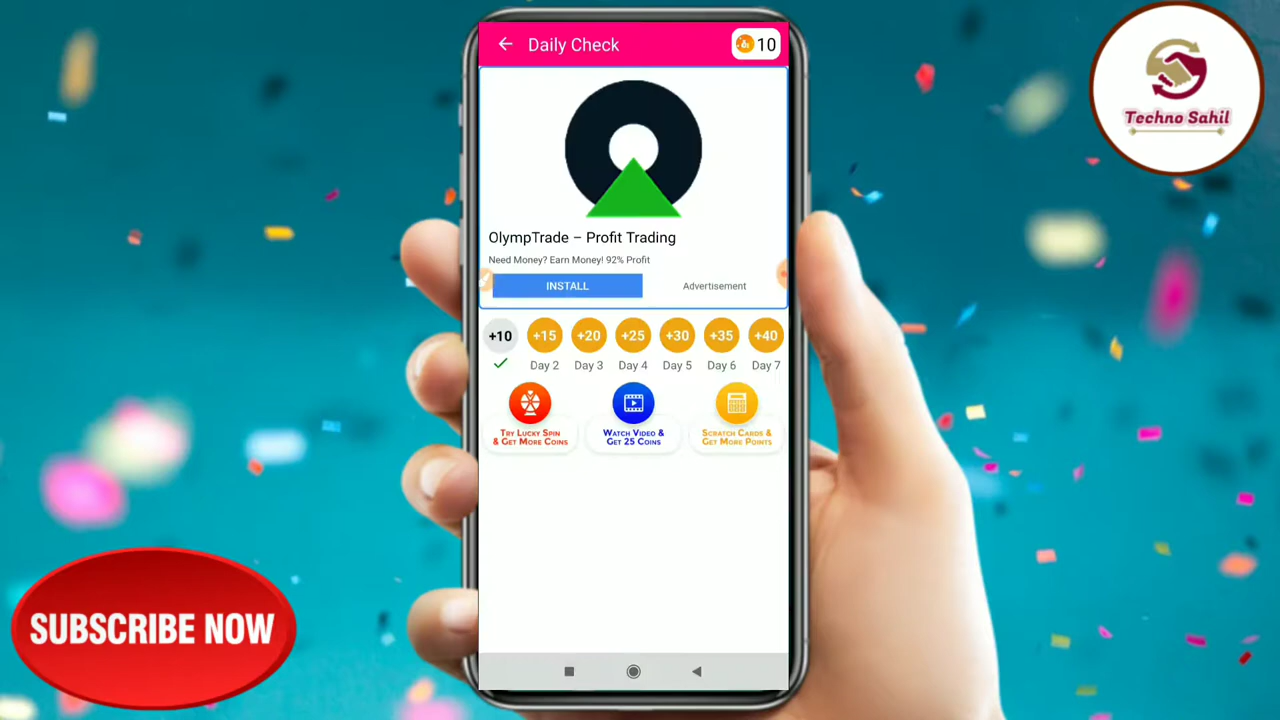 Daily Check
10
Techno Sahil
OlympTrade – Profit Trading
Need Money? Earn Money! 92% Profit
INSTALL
Advertisement
+10
+15
+20
+25
+30
+35
+40
Day 2
Day 3
Day 4
Day 5
Day 6
Day 7
TRY LUCKY SPIN
& GET MORE COINS
WATCH VIDEO &
GET 25 COINS
SCRATCH CARDS &
GET MORE POINTS
SUBSCRIBE NOW